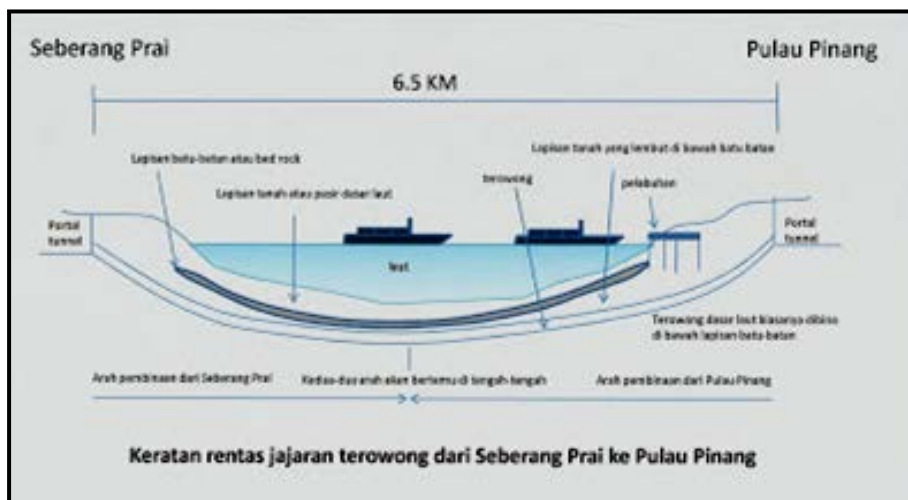 Seberang Prai
Pulau Pinang
6.5 KM
Lapisan batu-batan atau bed rock
Lapisan tanah yang lembut di bawah batu batan
Lapisan tanah atau pasir dasar laut
terowong
pelabuhan
Portal
tunnel
Portal
tunnel
laut
Terowong dasar laut biasanya dibina
di bawah lapisan batu-batan
Arah pembinaan dari Seberang Prai
Kedua-dua arah akan bertemu di tengah-tengah
Arah pembinaan dari Pulau Pinang
Keratan rentas jajaran terowong dari Seberang Prai ke Pulau Pinang